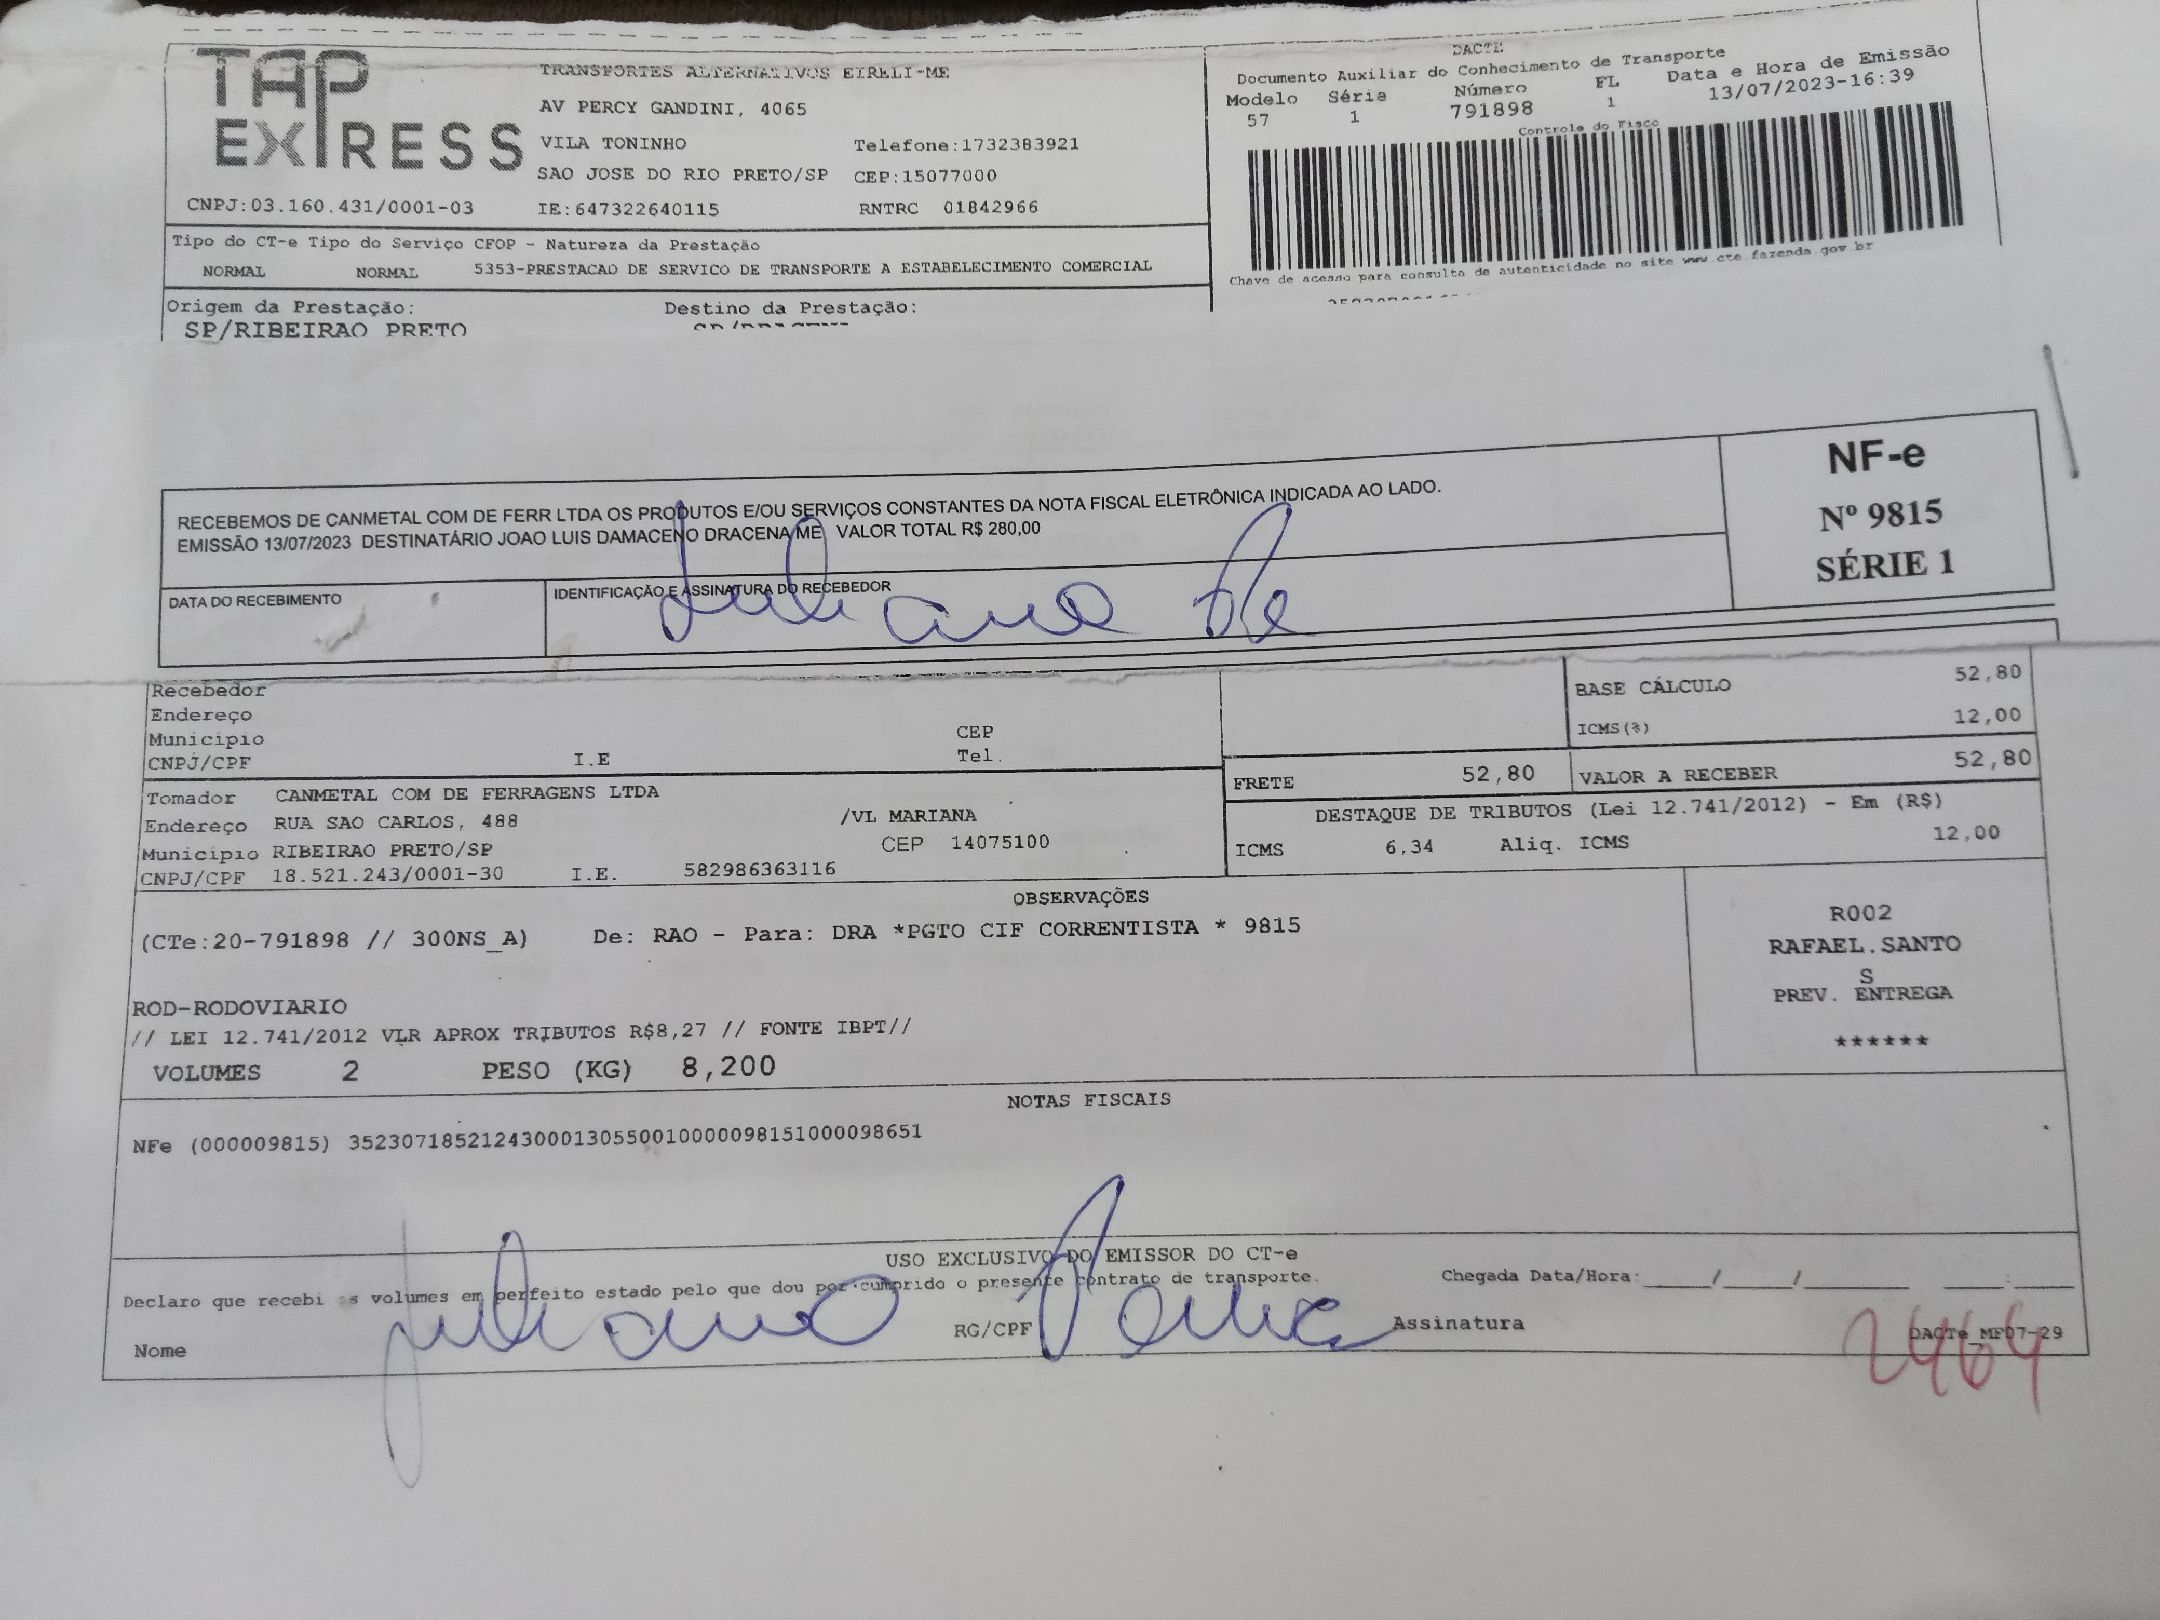 TAP EXPRESS
TRANSPORTES ALTERNATIVOS EIRELI-ME
AV PERCY GANDINI, 4065
VILA TONINHO Telefone:1732383921
SAO JOSE DO RIO PRETO/SP CEP:15077000
CNPJ:03.160.431/0001-03 IE:647322640115 RNTRC 01842966
DACTE
Documento Auxiliar do Conhecimento de Transporte
Modelo Séria Número FL Data e Hora de Emissão
57 1 791898 1 13/07/2023-16:39
Controle do Fisco
Chave de acesso para consulta de autenticidade no site www.cte.fazenda.gov.br
Tipo do CT-e Tipo do Serviço CFOP - Natureza da Prestação
NORMAL NORMAL 5353-PRESTACAO DE SERVICO DE TRANSPORTE A ESTABELECIMENTO COMERCIAL
Origem da Prestação: Destino da Prestação:
SP/RIBEIRAO PRETO
RECEBEMOS DE CANMETAL COM DE FERR LTDA OS PRODUTOS E/OU SERVIÇOS CONSTANTES DA NOTA FISCAL ELETRÔNICA INDICADA AO LADO.
EMISSÃO 13/07/2023 DESTINATÁRIO JOAO LUIS DAMACENO DRACENA ME VALOR TOTAL R$ 280,00
NF-e
Nº 9815
SÉRIE 1
DATA DO RECEBIMENTO IDENTIFICAÇÃO E ASSINATURA DO RECEBEDOR
Recebedor
Endereço
Municipio CEP
CNPJ/CPF I.E Tel.
BASE CÁLCULO 52,80
ICMS(%) 12,00
FRETE 52,80 VALOR A RECEBER 52,80
Tomador CANMETAL COM DE FERRAGENS LTDA
Endereço RUA SAO CARLOS, 488 /VL MARIANA
Municipio RIBEIRAO PRETO/SP CEP 14075100
CNPJ/CPF 18.521.243/0001-30 I.E. 582986363116
DESTAQUE DE TRIBUTOS (Lei 12.741/2012) - Em (R$)
ICMS 6,34 Aliq. ICMS 12,00
OBSERVAÇÕES
(CTe:20-791898 // 300NS_A) De: RAO - Para: DRA *PGTO CIF CORRENTISTA * 9815
ROD-RODOVIARIO
// LEI 12.741/2012 VLR APROX TRIBUTOS R$8,27 // FONTE IBPT//
VOLUMES 2 PESO (KG) 8,200
R002
RAFAEL.SANTO
S
PREV. ENTREGA
******
NOTAS FISCAIS
NFe (000009815) 35230718521243000130550010000098151000098651
USO EXCLUSIVO DO EMISSOR DO CT-e
Declaro que recebi os volumes em perfeito estado pelo que dou por cumprido o presente contrato de transporte. Chegada Data/Hora:____/____/______ ____:____
Nome RG/CPF Assinatura
DACTe_MF07-29
2464